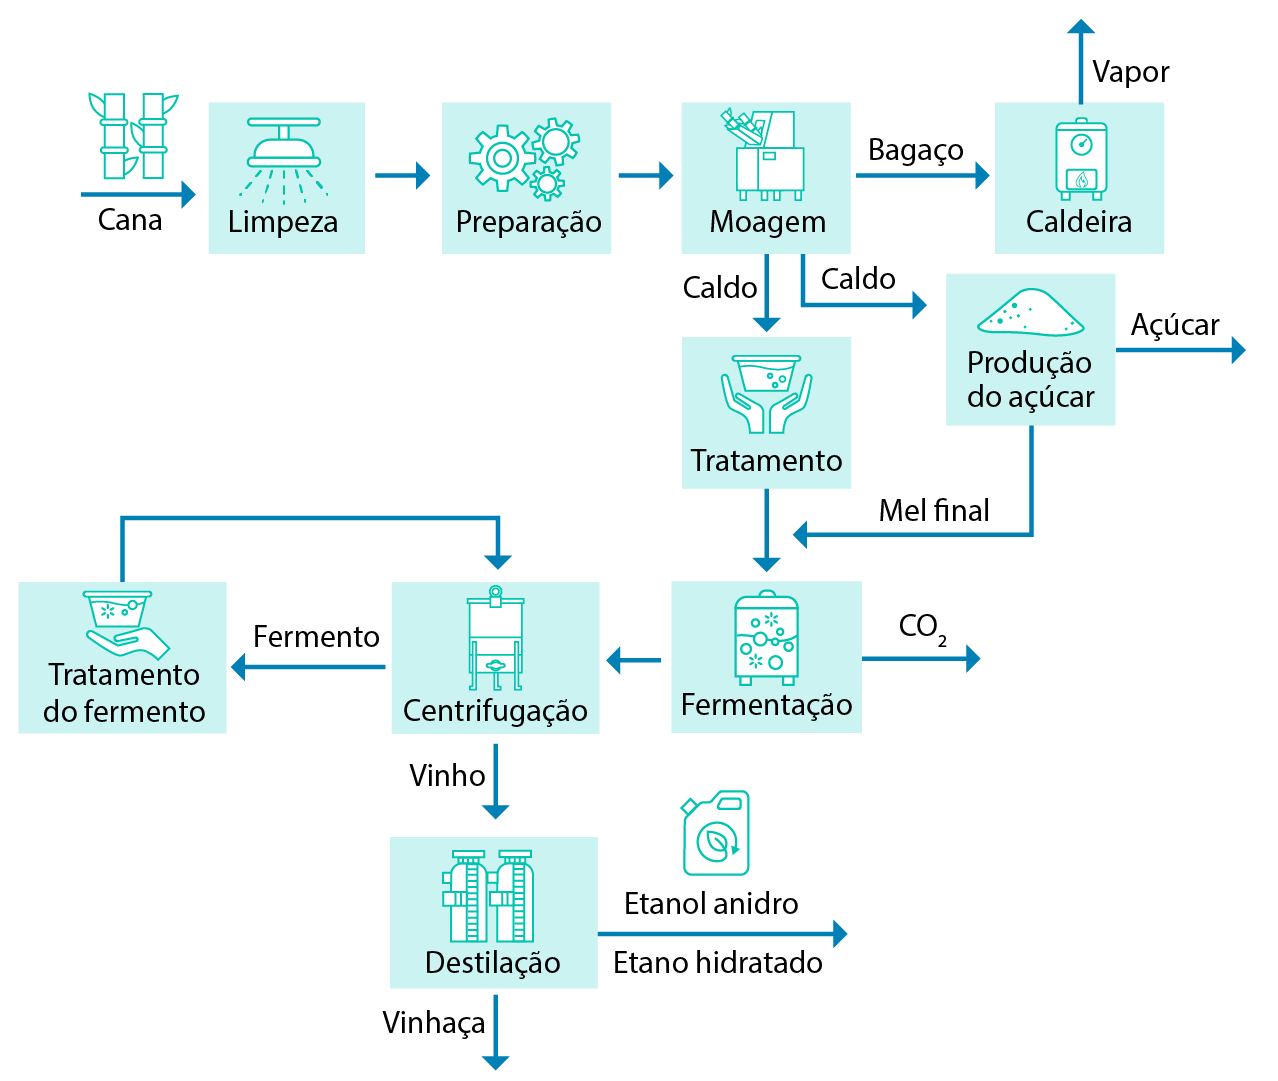 Cana
Limpeza
Preparação
Moagem
Bagaço
Caldeira
Vapor
Caldo
Caldo
Tratamento
Produção
do açúcar
Açúcar
Mel final
Fermentação
CO₂
Centrifugação
Fermento
Tratamento
do fermento
Vinho
Destilação
Etanol anidro
Etano hidratado
Vinhaça